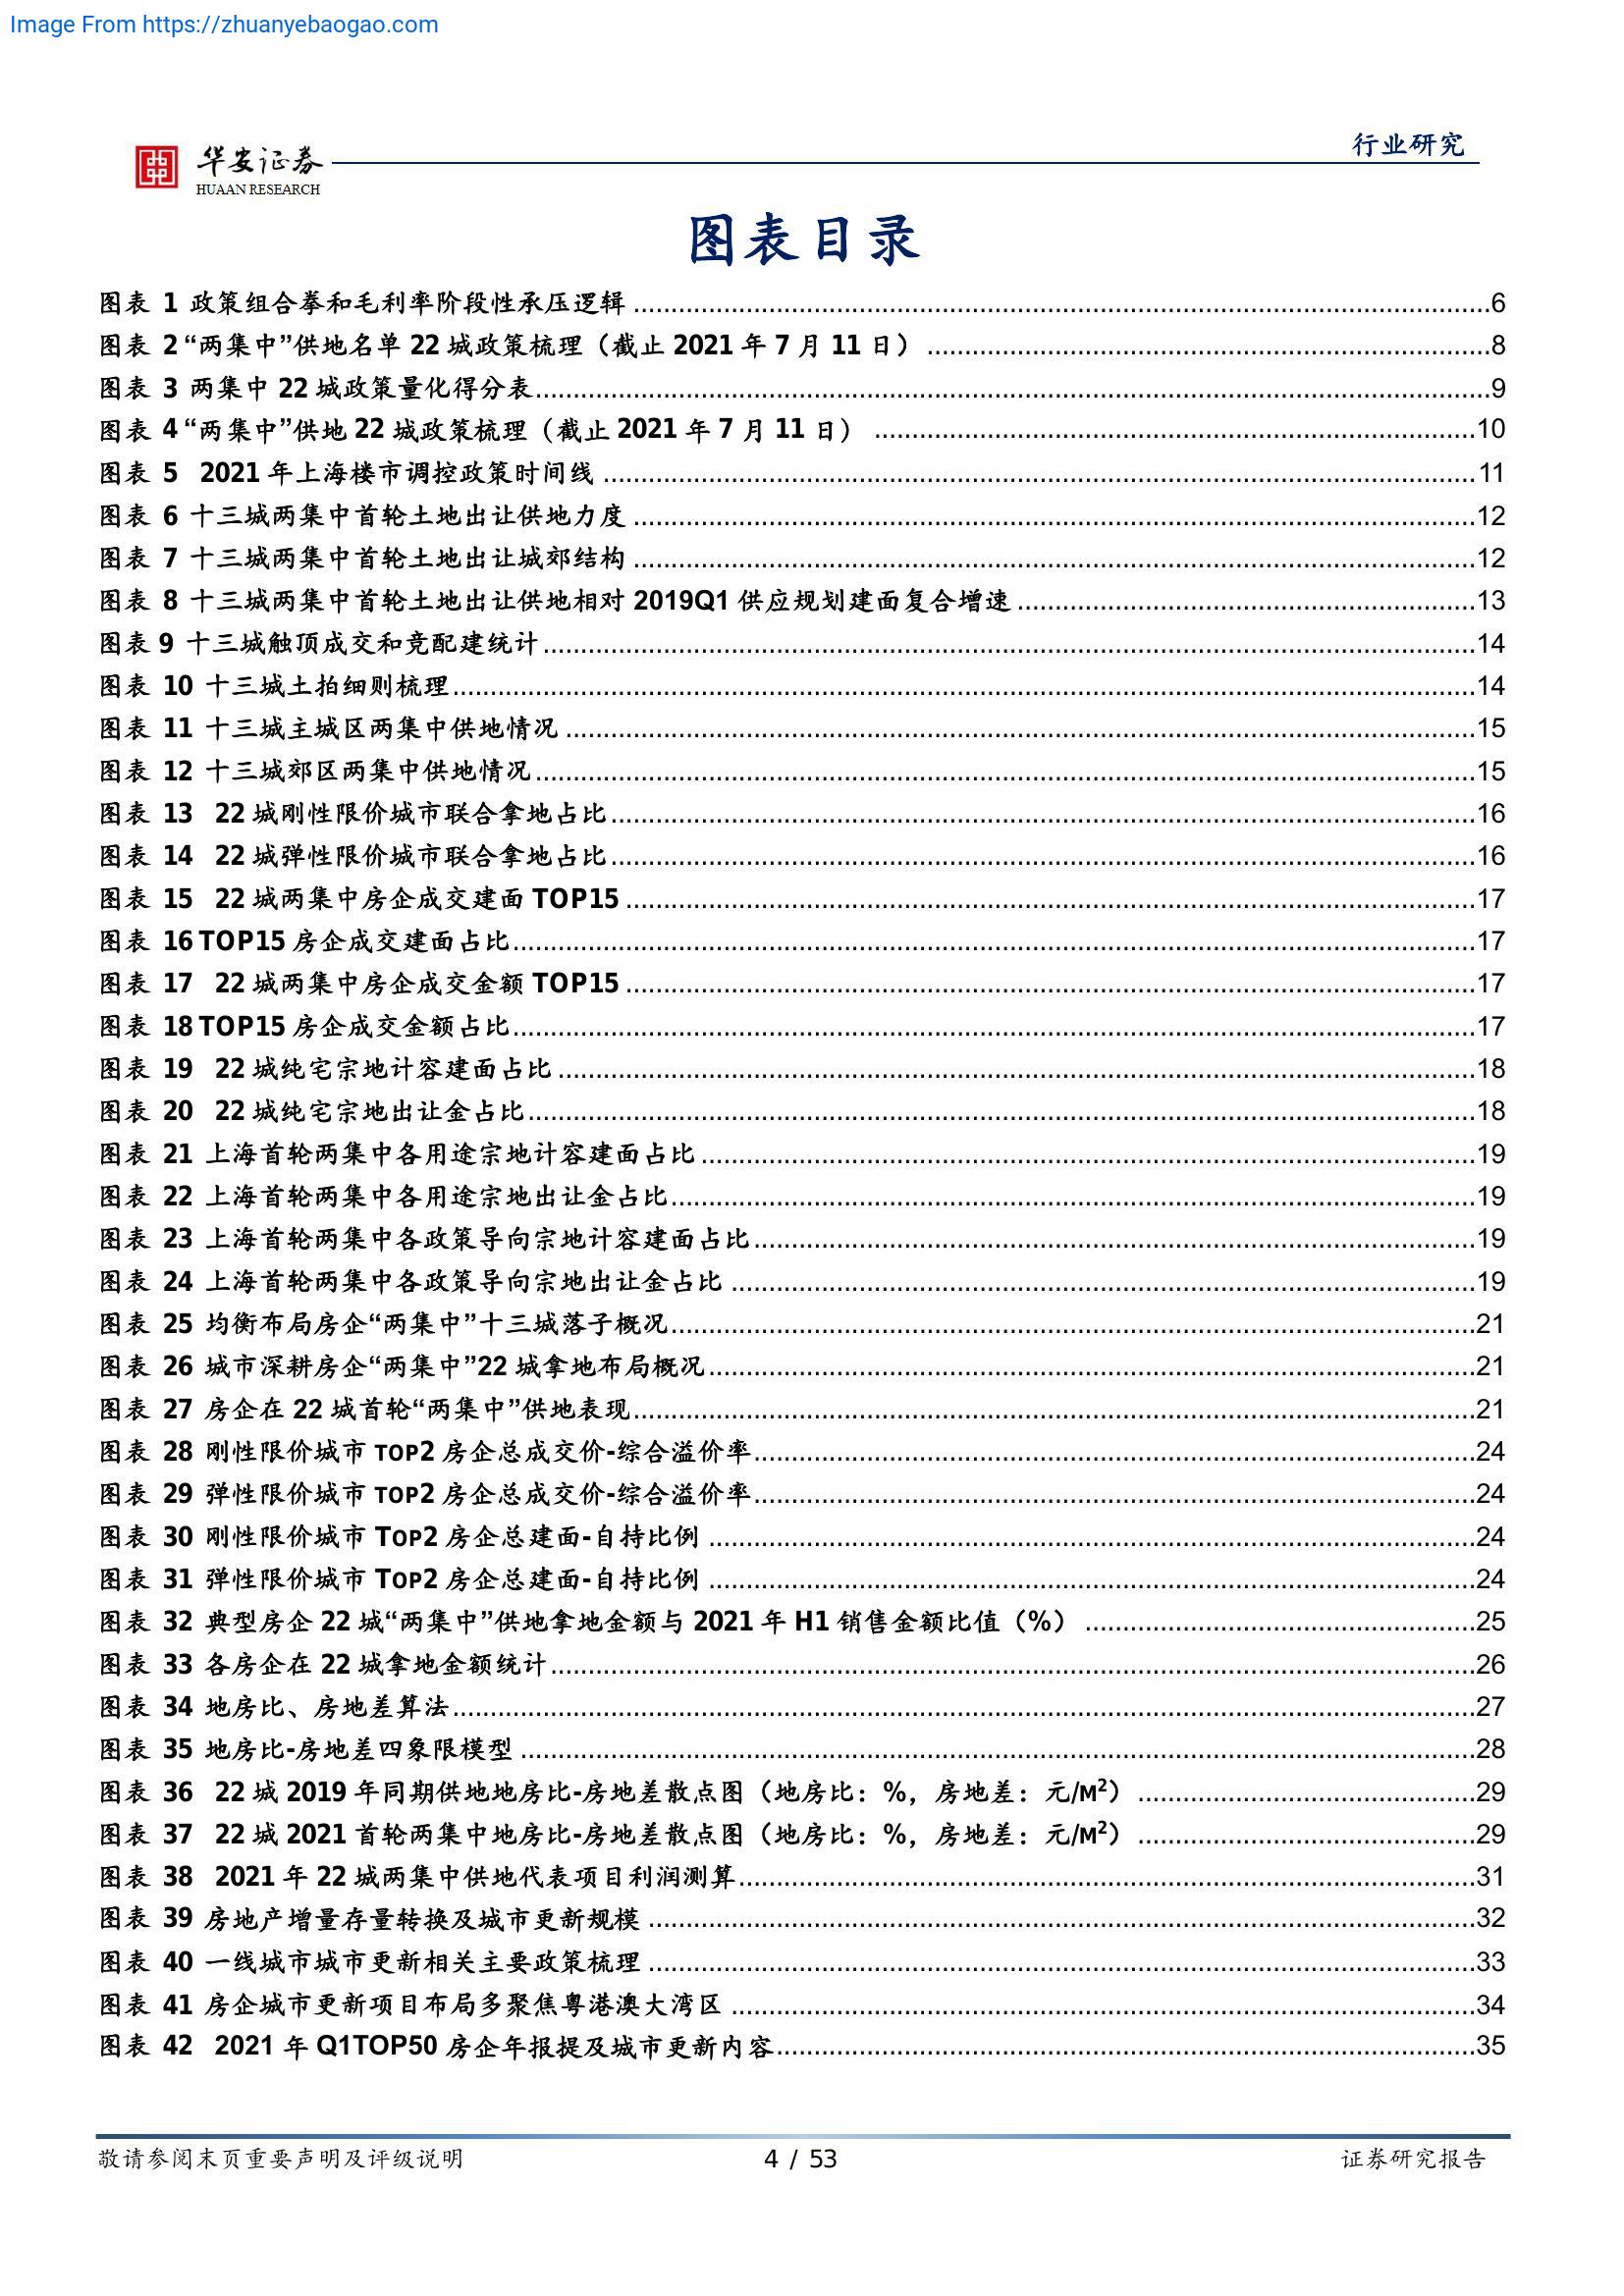 Image From https://zhuanyebaogao.com
行业研究
华安证券
HUAAN RESEARCH
图表目录
图表 1 政策组合拳和毛利率阶段性承压逻辑........6
图表 2 “两集中”供地名单 22 城政策梳理（截止 2021 年 7 月 11 日）........8
图表 3 两集中 22 城政策量化得分表........9
图表 4 “两集中”供地 22 城政策梳理（截止 2021 年 7 月 11 日）........10
图表 5 2021 年上海楼市调控政策时间线........11
图表 6 十三城两集中首轮土地出让供地力度........12
图表 7 十三城两集中首轮土地出让城郊结构........12
图表 8 十三城两集中首轮土地出让供地相对 2019Q1 供应规划建面复合增速........13
图表 9 十三城触顶成交和竞配建统计........14
图表 10 十三城土拍细则梳理........14
图表 11 十三城主城区两集中供地情况........15
图表 12 十三城郊区两集中供地情况........15
图表 13 22 城刚性限价城市联合拿地占比........16
图表 14 22 城弹性限价城市联合拿地占比........16
图表 15 22 城两集中房企成交建面 TOP15........17
图表 16 TOP15 房企成交建面占比........17
图表 17 22 城两集中房企成交金额 TOP15........17
图表 18 TOP15 房企成交金额占比........17
图表 19 22 城纯宅宗地计容建面占比........18
图表 20 22 城纯宅宗地出让金占比........18
图表 21 上海首轮两集中各用途宗地计容建面占比........19
图表 22 上海首轮两集中各用途宗地出让金占比........19
图表 23 上海首轮两集中各政策导向宗地计容建面占比........19
图表 24 上海首轮两集中各政策导向宗地出让金占比........19
图表 25 均衡布局房企“两集中”十三城落子概况........21
图表 26 城市深耕房企“两集中”22 城拿地布局概况........21
图表 27 房企在 22 城首轮“两集中”供地表现........21
图表 28 刚性限价城市 TOP2 房企总成交价-综合溢价率........24
图表 29 弹性限价城市 TOP2 房企总成交价-综合溢价率........24
图表 30 刚性限价城市 TOP2 房企总建面-自持比例........24
图表 31 弹性限价城市 TOP2 房企总建面-自持比例........24
图表 32 典型房企 22 城“两集中”供地拿地金额与 2021 年 H1 销售金额比值（%）........25
图表 33 各房企在 22 城拿地金额统计........26
图表 34 地房比、房地差算法........27
图表 35 地房比-房地差四象限模型........28
图表 36 22 城 2019 年同期供地地房比-房地差散点图（地房比：%，房地差：元/M²）........29
图表 37 22 城 2021 首轮两集中地房比-房地差散点图（地房比：%，房地差：元/M²）........29
图表 38 2021 年 22 城两集中供地代表项目利润测算........31
图表 39 房地产增量存量转换及城市更新规模........32
图表 40 一线城市城市更新相关主要政策梳理........33
图表 41 房企城市更新项目布局多聚焦粤港澳大湾区........34
图表 42 2021 年 Q1TOP50 房企年报提及城市更新内容........35
敬请参阅末页重要声明及评级说明 4 / 53 证券研究报告